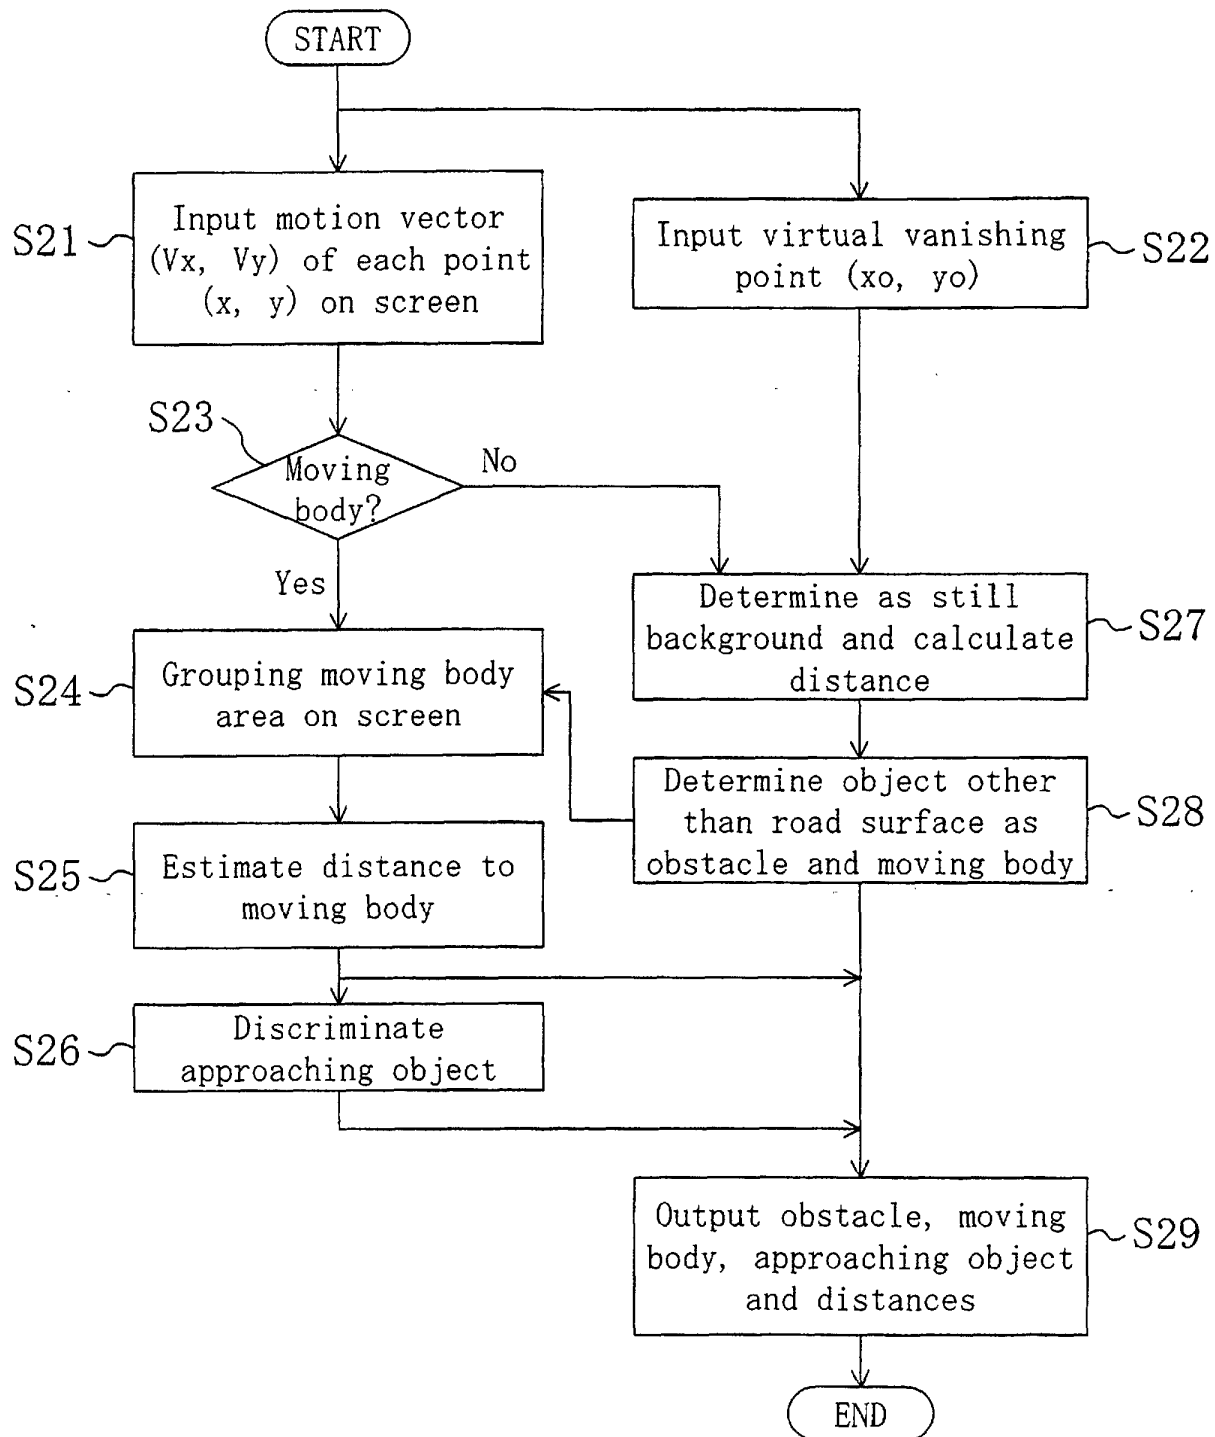 START
S21
Input motion vector
(Vx, Vy) of each point
(x, y) on screen
Input virtual vanishing
point (xo, yo)
S22
S23
Moving
body?
No
Yes
Determine as still
background and calculate
distance
S27
S24
Grouping moving body
area on screen
Determine object other
than road surface as
obstacle and moving body
S28
S25
Estimate distance to
moving body
S26
Discriminate
approaching object
Output obstacle, moving
body, approaching object
and distances
S29
END